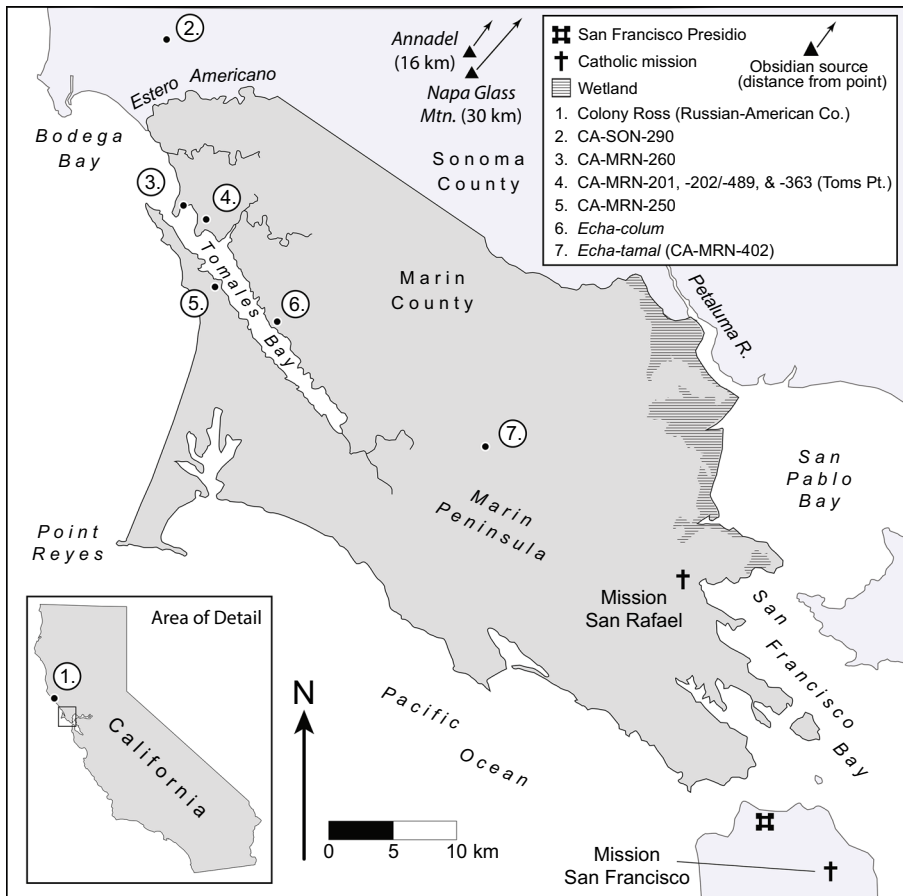 2.
Annadel
(16 km)
Napa Glass
Mtn. (30 km)
San Francisco Presidio
Catholic mission
Wetland
Obsidian source
(distance from point)
1. Colony Ross (Russian-American Co.)
2. CA-SON-290
3. CA-MRN-260
4. CA-MRN-201, -202/-489, & -363 (Toms Pt.)
5. CA-MRN-250
6. Echa-colum
7. Echa-tamal (CA-MRN-402)
Estero Americano
Bodega
Bay
Sonoma
County
3.
4.
Tomales Bay
5.
6.
Marin
County
Petaluma R.
7.
Marin
Peninsula
San
Pablo
Bay
Point
Reyes
Mission
San Rafael
San Francisco Bay
Area of Detail
1.
California
N
Pacific
Ocean
0 5 10 km
Mission
San Francisco